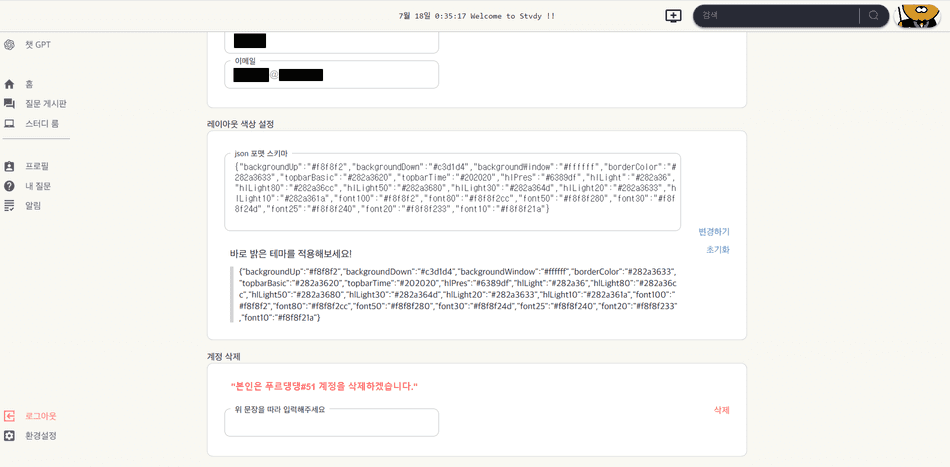 7월 18일 0:35:17 Welcome to Stvdy !!
검색
챗 GPT
홈
질문 게시판
스터디 룸
프로필
내 질문
알림
로그아웃
환경설정
이메일
@
레이아웃 색상 설정
json 포맷 스키마
{"backgroundUp":"#f8f8f2","backgroundDown":"#c3d1d4","backgroundWindow":"#ffffff","borderColor":"#
282a3633","topbarBasic":"#282a3620","topbarTime":"#202020","hlPres":"#6389df","hlLight":"#282a36",
"hlLight80":"#282a36cc","hlLight50":"#282a3680","hlLight30":"#282a364d","hlLight20":"#282a3633","h
lLight10":"#282a361a","font100":"#f8f8f2","font80":"#f8f8f2cc","font50":"#f8f8f280","font30":"#f8f
8f24d","font25":"#f8f8f240","font20":"#f8f8f233","font10":"#f8f8f21a"}
변경하기
초기화
바로 밝은 테마를 적용해보세요!
{"backgroundUp":"#f8f8f2","backgroundDown":"#c3d1d4","backgroundWindow":"#ffffff","borderColor":"#282a3633",
"topbarBasic":"#282a3620","topbarTime":"#202020","hlPres":"#6389df","hlLight":"#282a36","hlLight80":"#282a36c
c","hlLight50":"#282a3680","hlLight30":"#282a364d","hlLight20":"#282a3633","hlLight10":"#282a361a","font100":
"#f8f8f2","font80":"#f8f8f2cc","font50":"#f8f8f280","font30":"#f8f8f24d","font25":"#f8f8f240","font20":"#f8f8f233"
,"font10":"#f8f8f21a"}
계정 삭제
"본인은 푸르댕댕#51 계정을 삭제하겠습니다."
위 문장을 따라 입력해주세요
삭제